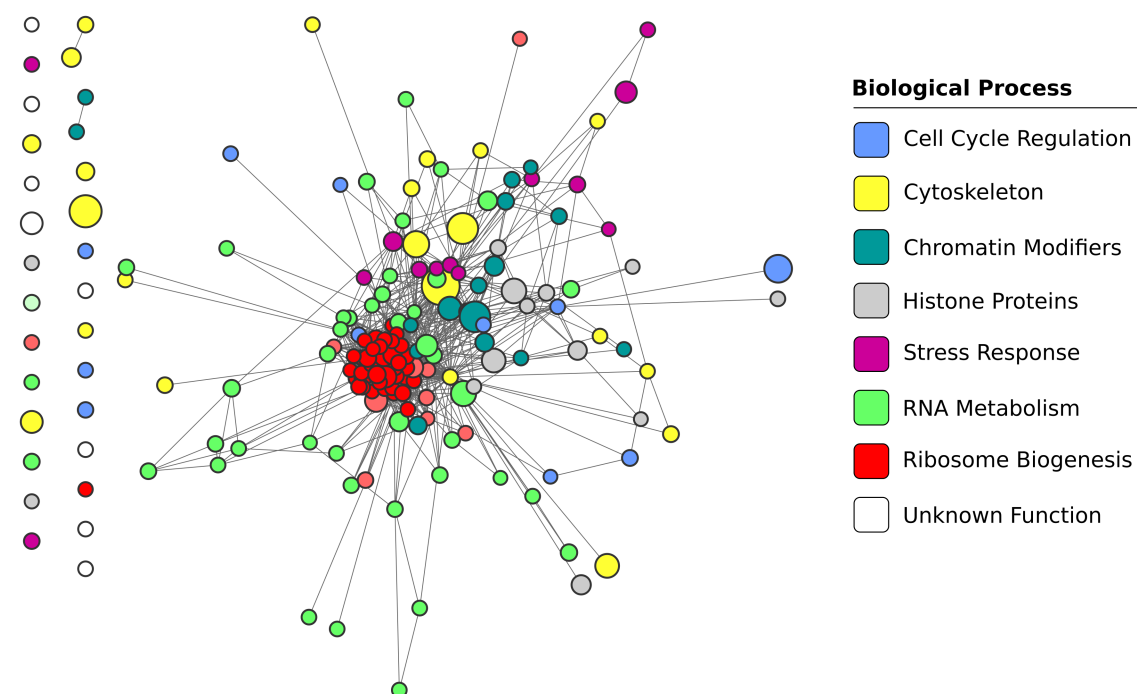 Biological Process
Cell Cycle Regulation
Cytoskeleton
Chromatin Modifiers
Histone Proteins
Stress Response
RNA Metabolism
Ribosome Biogenesis
Unknown Function